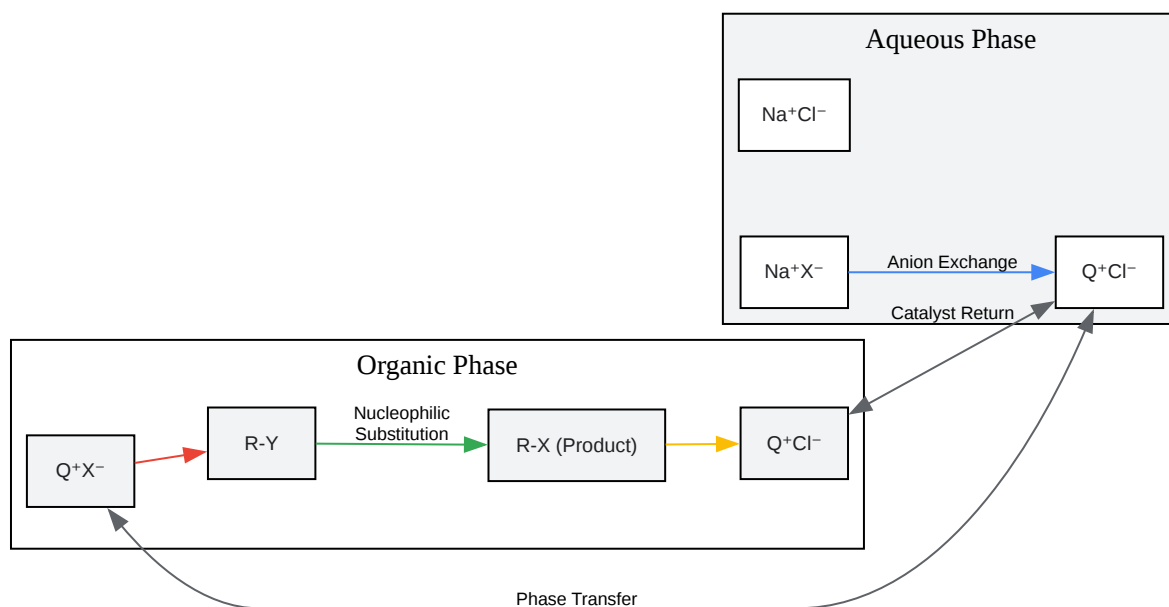 Aqueous Phase
Na⁺Cl⁻
Na⁺X⁻
Anion Exchange
Q⁺Cl⁻
Catalyst Return
Organic Phase
Q⁺X⁻
R-Y
Nucleophilic
Substitution
R-X (Product)
Q⁺Cl⁻
Phase Transfer